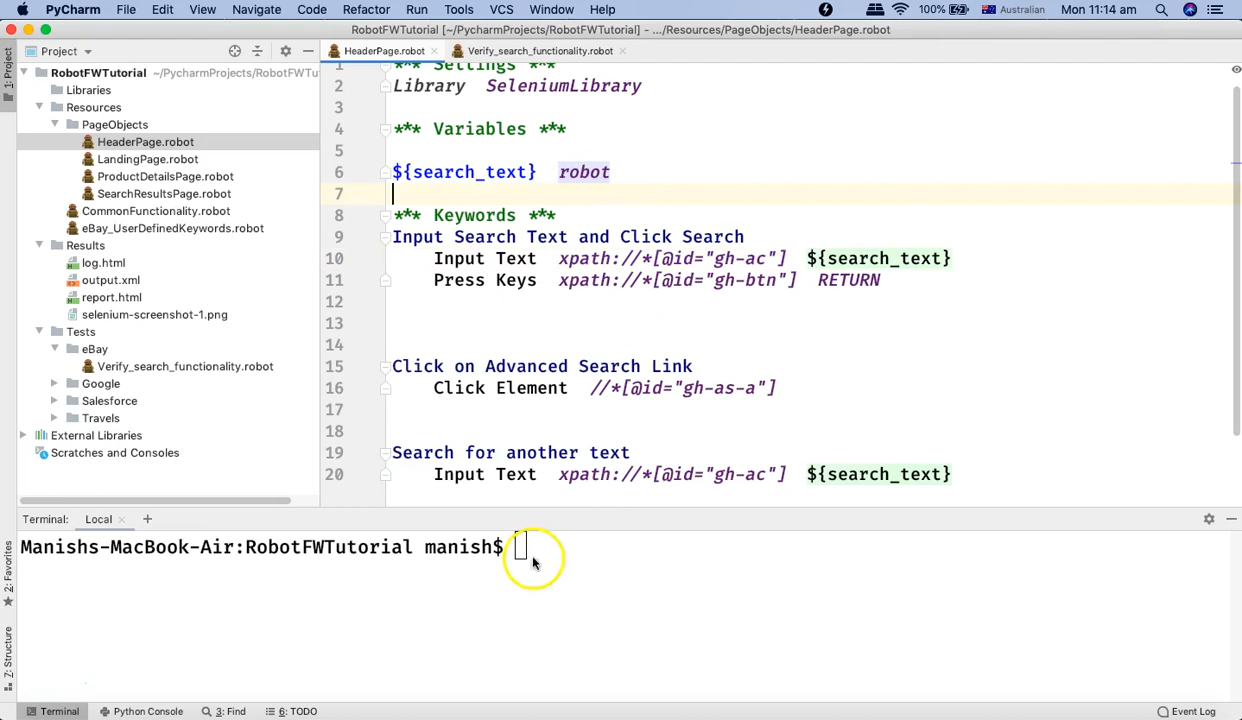 PyCharm File Edit View Navigate Code Refactor Run Tools VCS Window Help 100% Australian Mon 11:14 am
RobotFWTutorial [~/PycharmProjects/RobotFWTutorial] - .../Resources/PageObjects/HeaderPage.robot
Project
HeaderPage.robot
Verify_search_functionality.robot
1: Project
RobotFWTutorial ~/PycharmProjects/RobotFWTu
Libraries
Resources
PageObjects
HeaderPage.robot
LandingPage.robot
ProductDetailsPage.robot
SearchResultsPage.robot
CommonFunctionality.robot
eBay_UserDefinedKeywords.robot
Results
log.html
output.xml
report.html
selenium-screenshot-1.png
Tests
eBay
Verify_search_functionality.robot
Google
Salesforce
Travels
External Libraries
Scratches and Consoles
1 *** Settings ***
2 Library SeleniumLibrary
3
4 *** Variables ***
5
6 ${search_text} robot
7
8 *** Keywords ***
9 Input Search Text and Click Search
10 Input Text xpath://*[@id="gh-ac"] ${search_text}
11 Press Keys xpath://*[@id="gh-btn"] RETURN
12
13
14
15 Click on Advanced Search Link
16 Click Element //*[@id="gh-as-a"]
17
18
19 Search for another text
20 Input Text xpath://*[@id="gh-ac"] ${search_text}
Terminal: Local
Manishs-MacBook-Air:RobotFWTutorial manish$
2: Favorites
Z: Structure
Terminal Python Console 3: Find 6: TODO Event Log